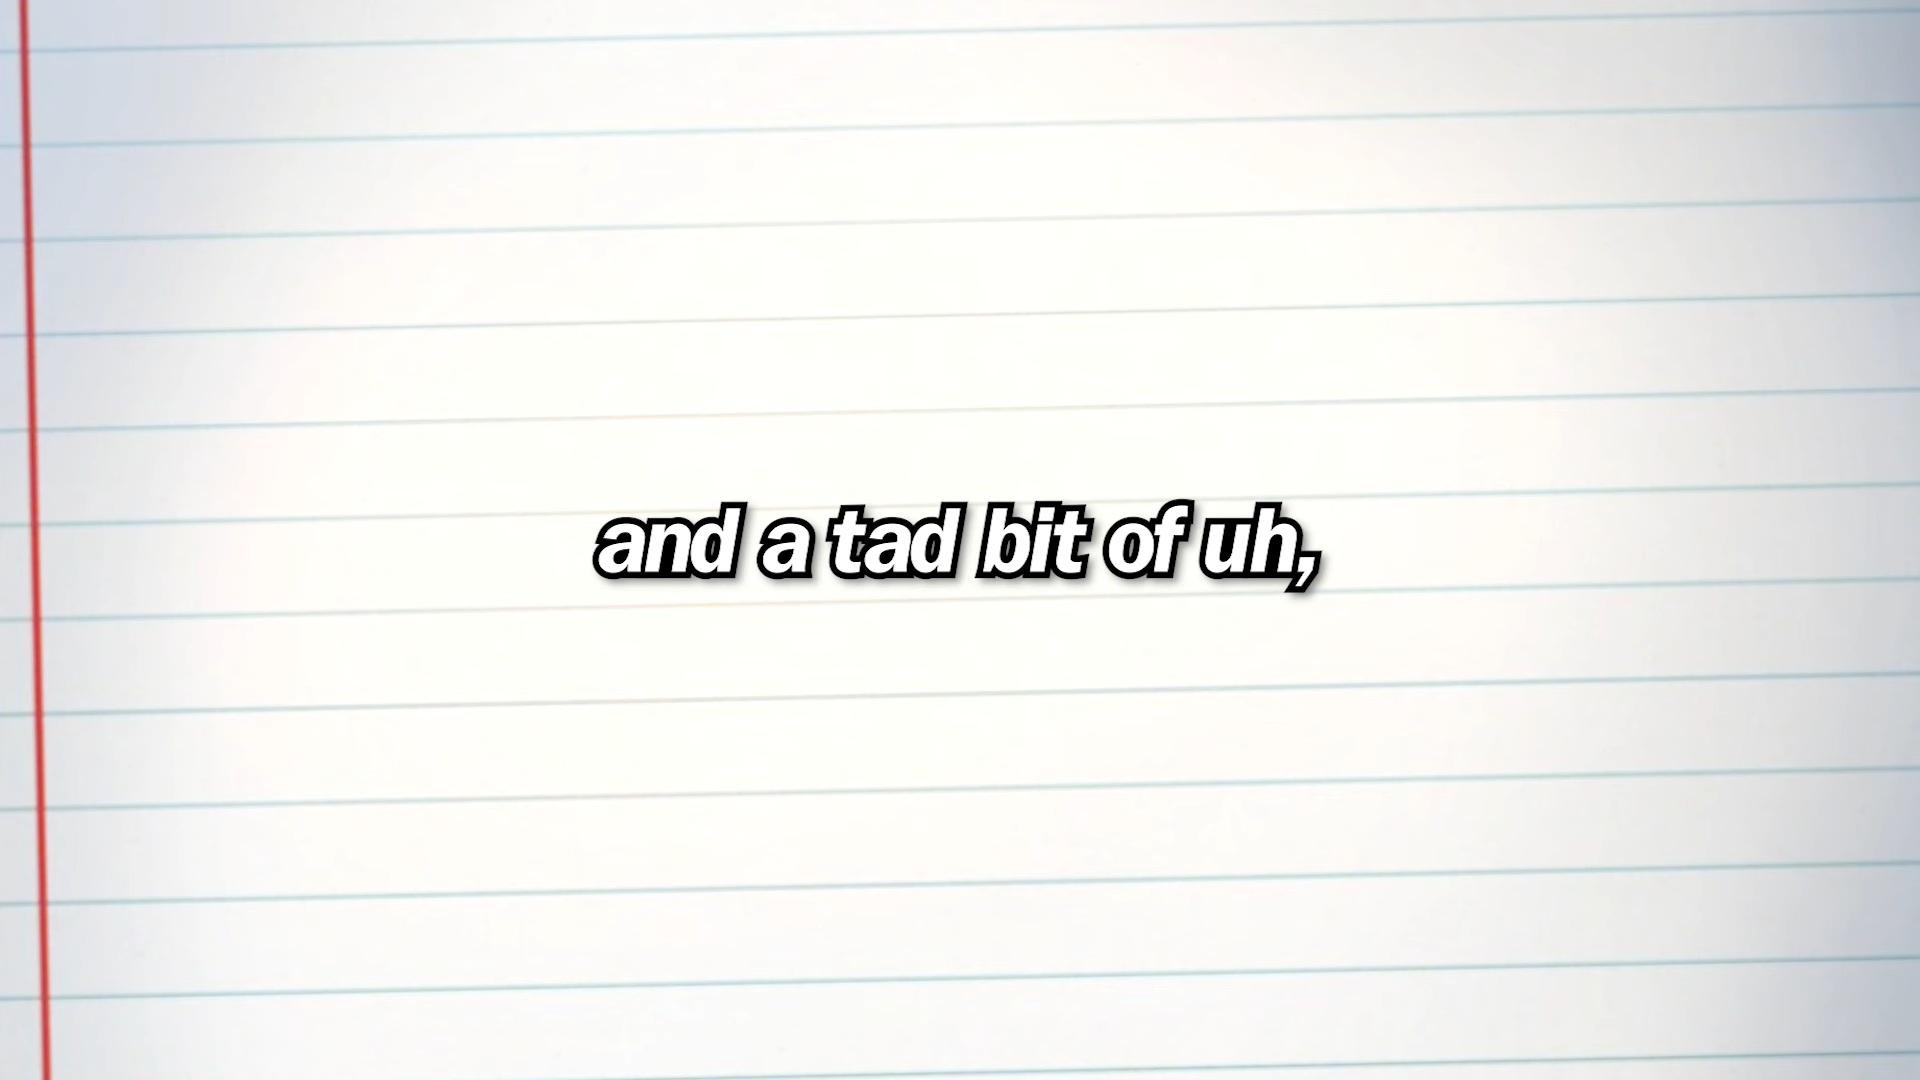 and a tad bit of uh,